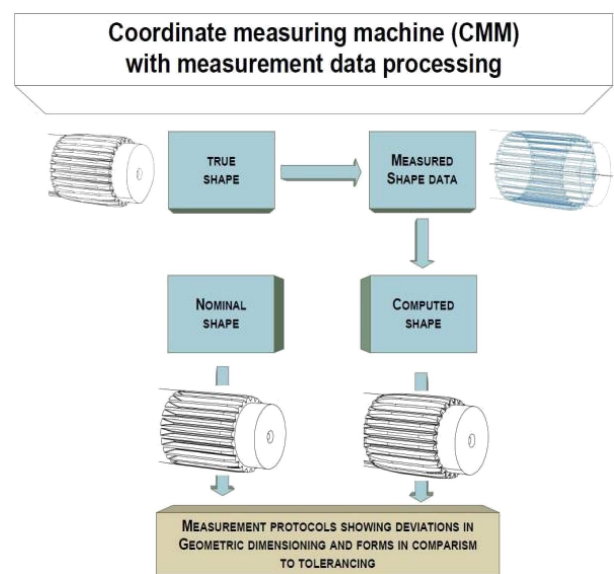 Coordinate measuring machine (CMM)
with measurement data processing
TRUE
SHAPE
MEASURED
SHAPE DATA
NOMINAL
SHAPE
COMPUTED
SHAPE
MEASUREMENT PROTOCOLS SHOWING DEVIATIONS IN
GEOMETRIC DIMENSIONING AND FORMS IN COMPARISM
TO TOLERANCING